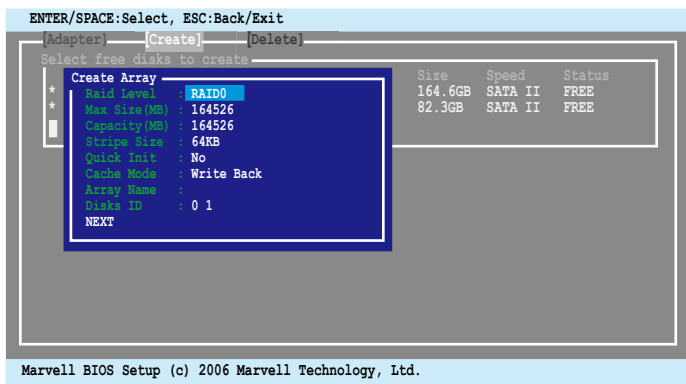 ENTER/SPACE:Select, ESC:Back/Exit
[Adapter] [Create] [Delete]
Select free disks to create
Create Array
Size Speed Status
* 164.6GB SATA II FREE
* 82.3GB SATA II FREE
Raid Level : RAID0
Max Size(MB) : 164526
Capacity(MB) : 164526
Stripe Size : 64KB
Quick Init : No
Cache Mode : Write Back
Array Name :
Disks ID : 0 1
NEXT
Marvell BIOS Setup (c) 2006 Marvell Technology, Ltd.